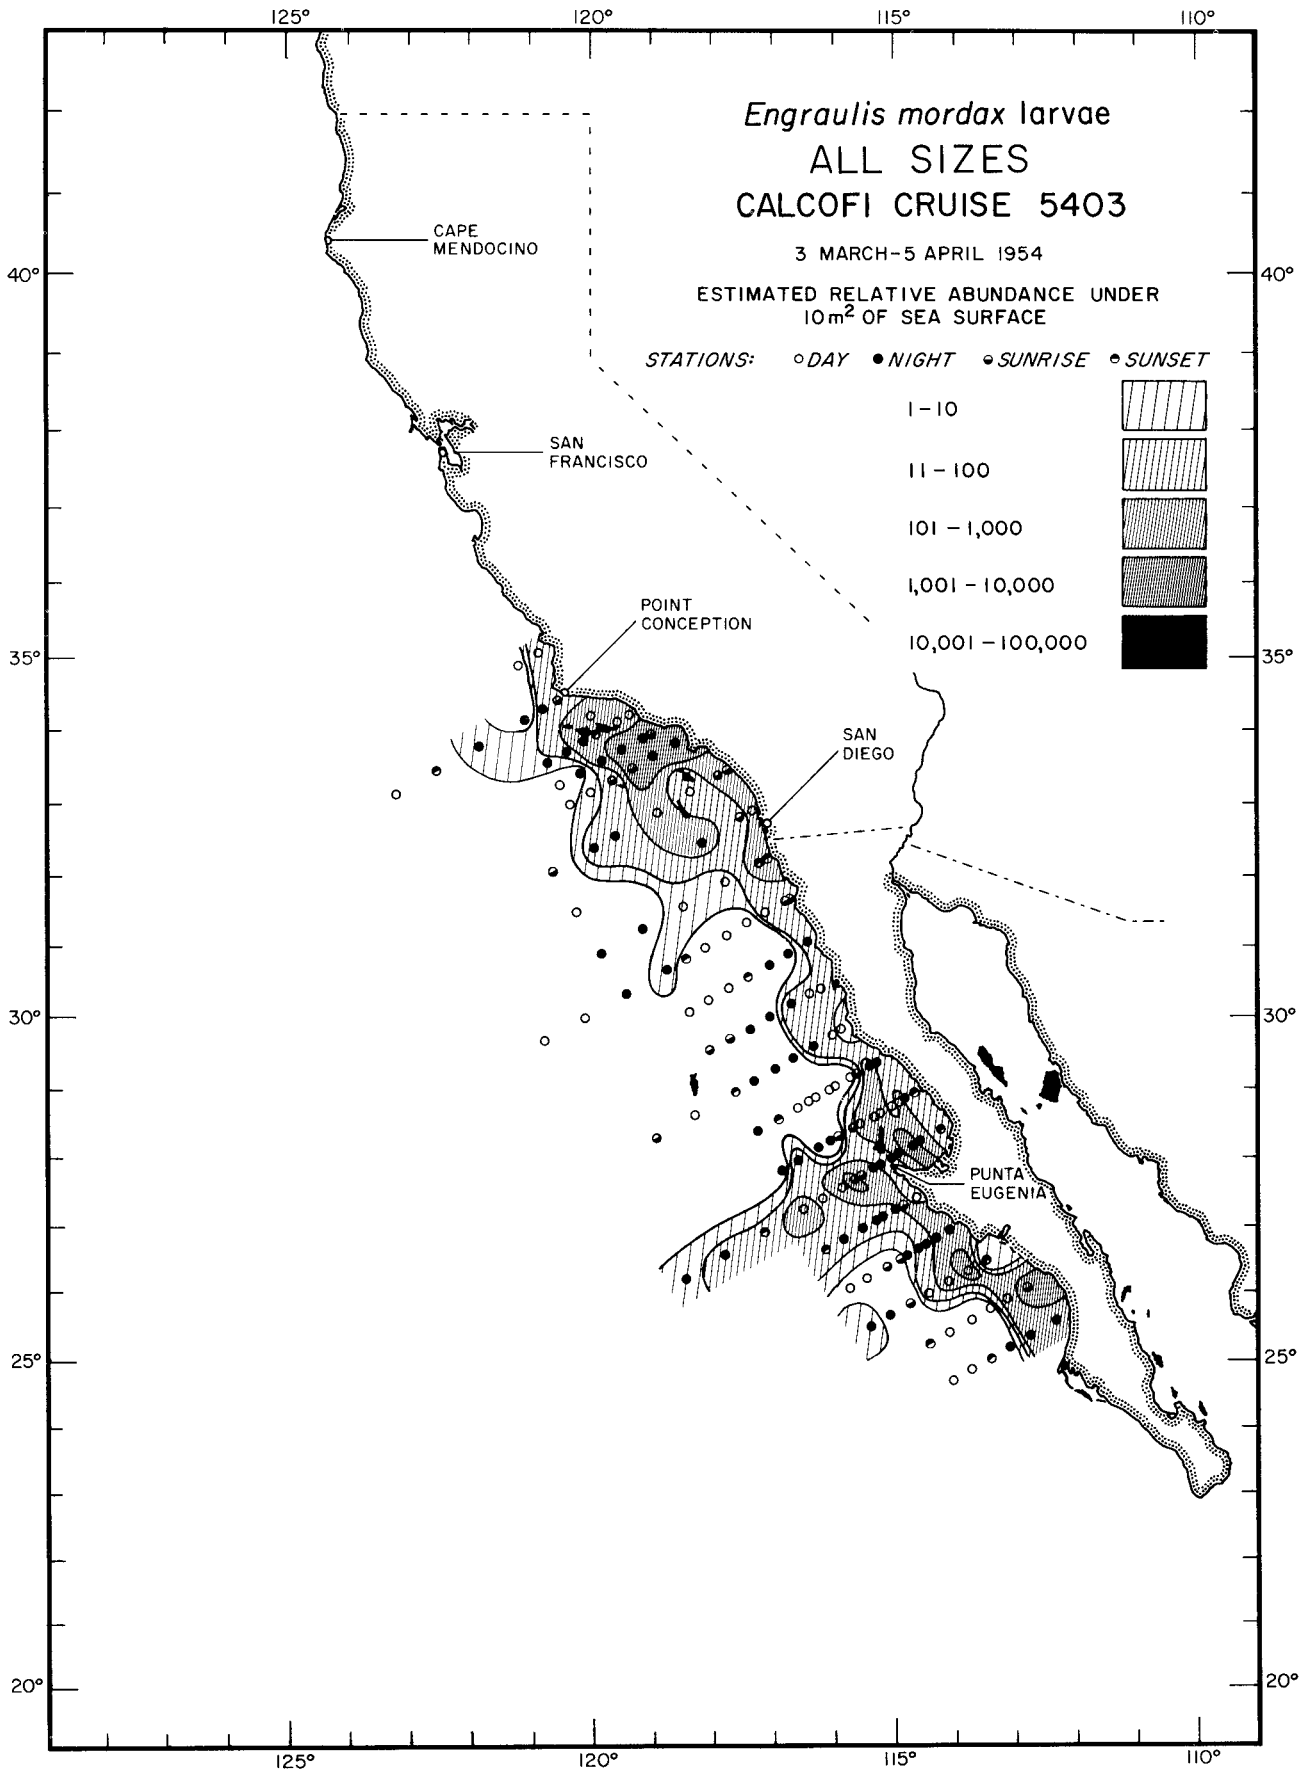 125°
120°
115°
110°
Engraulis mordax larvae
ALL SIZES
CALCOFI CRUISE 5403
3 MARCH–5 APRIL 1954
ESTIMATED RELATIVE ABUNDANCE UNDER
10m² OF SEA SURFACE
STATIONS: ○ DAY ● NIGHT ◒ SUNRISE ◓ SUNSET
1–10
11–100
101–1,000
1,001–10,000
10,001–100,000
CAPE
MENDOCINO
40°
40°
SAN
FRANCISCO
POINT
CONCEPTION
35°
35°
SAN
DIEGO
30°
30°
PUNTA
EUGENIA
25°
25°
20°
20°
125°
120°
115°
110°